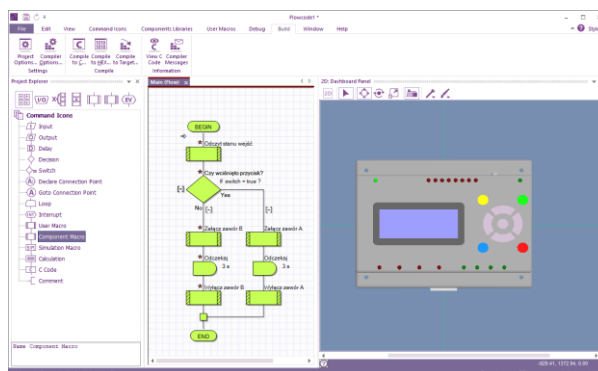 Flowcode1 *
File Edit View Command Icons Components Libraries User Macros Debug Build Window Help
Project Options... Compiler Options... Compile to C... Compile to HEX... Compile to Target... View C Code Compiler Messages
Settings Compile Information
Project Explorer
Main (Flow)
2D: Dashboard Panel
I/O
Command Icons
Input
Output
Delay
Decision
Switch
Declare Connection Point
Goto Connection Point
Loop
Interrupt
User Macro
Component Macro
Simulation Macro
Calculation
C Code
Comment
Name Component Macro
BEGIN
Odczyt stanu wejść
Czy wciśnięto przycisk?
If switch = true ?
Yes
No
Załącz zawór B
Załącz zawór A
Odczekaj
3 s
Odczekaj
3 s
Wyłącz zawór B
Wyłącz zawór A
END